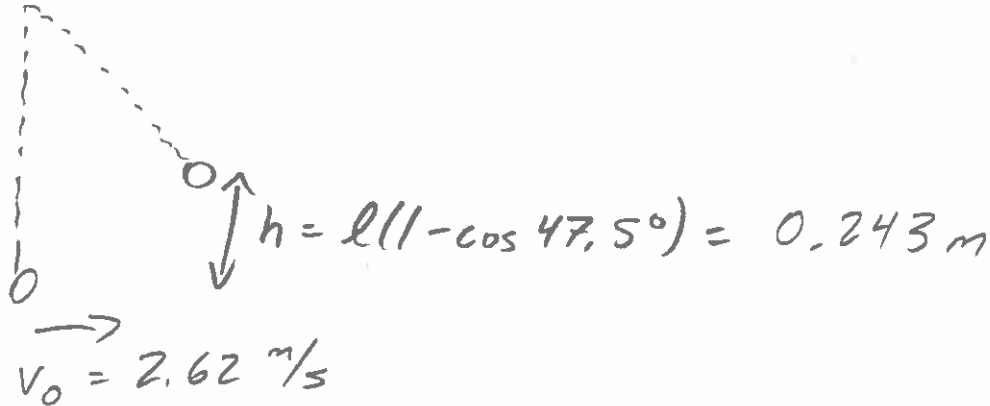 h = l(1-cos 47.5°) = 0.243 m
v₀ = 2.62 m/s